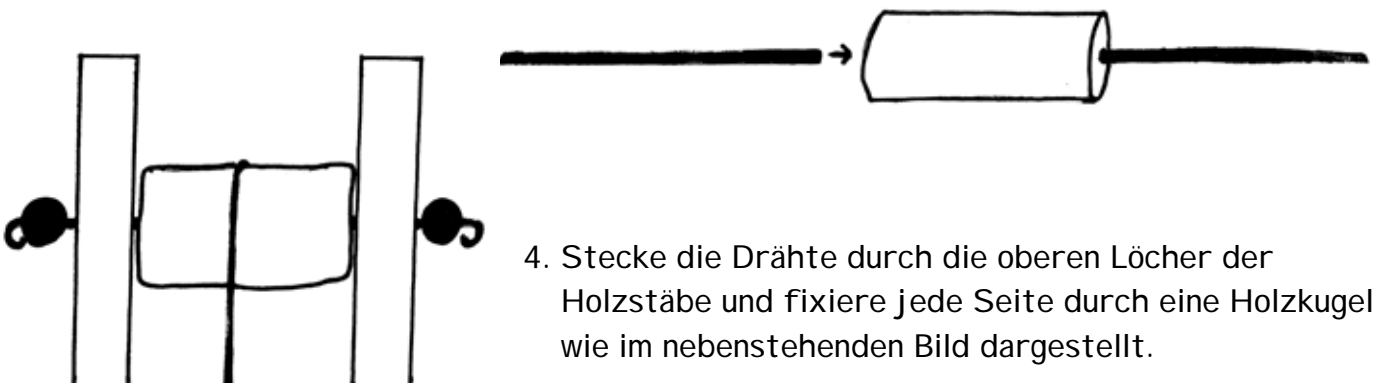 4. Stecke die Drähte durch die oberen Löcher der
Holzstäbe und fixiere jede Seite durch eine Holzkugel
wie im nebenstehenden Bild dargestellt.